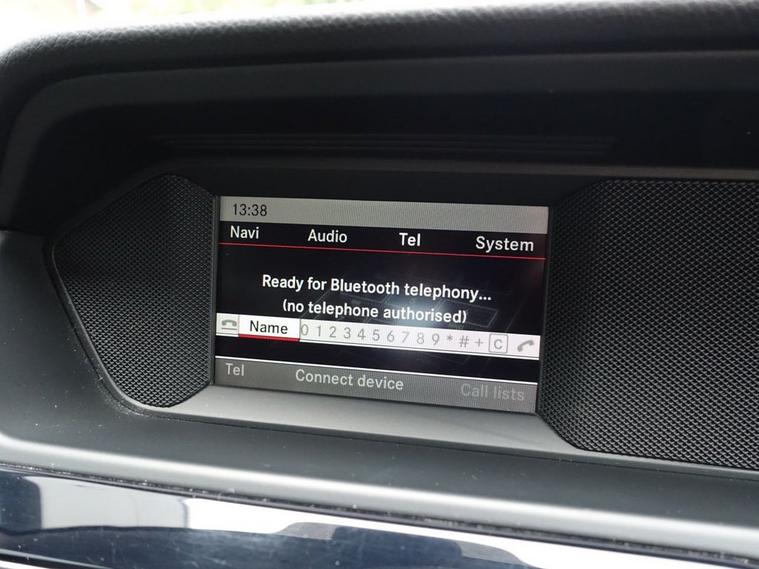 13:38
Navi Audio Tel System
Ready for Bluetooth telephony...
(no telephone authorised)
Name 0 1 2 3 4 5 6 7 8 9 * # + C
Tel Connect device Call lists